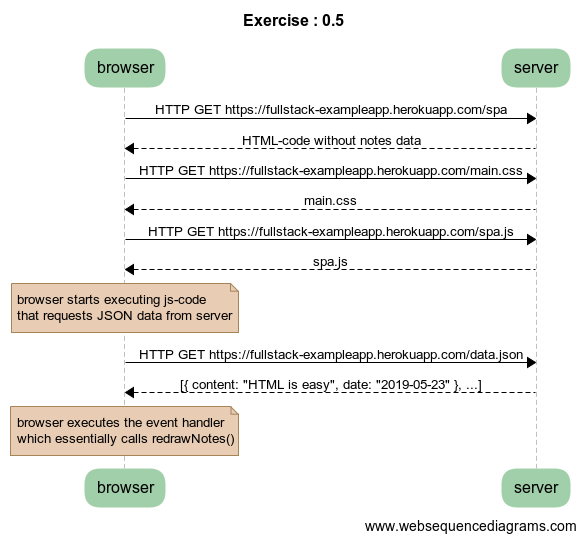 Exercise : 0.5
browser
server
HTTP GET https://fullstack-exampleapp.herokuapp.com/spa
HTML-code without notes data
HTTP GET https://fullstack-exampleapp.herokuapp.com/main.css
main.css
HTTP GET https://fullstack-exampleapp.herokuapp.com/spa.js
spa.js
browser starts executing js-code
that requests JSON data from server
HTTP GET https://fullstack-exampleapp.herokuapp.com/data.json
[{ content: "HTML is easy", date: "2019-05-23" }, ...]
browser executes the event handler
which essentially calls redrawNotes()
browser
server
www.websequencediagrams.com